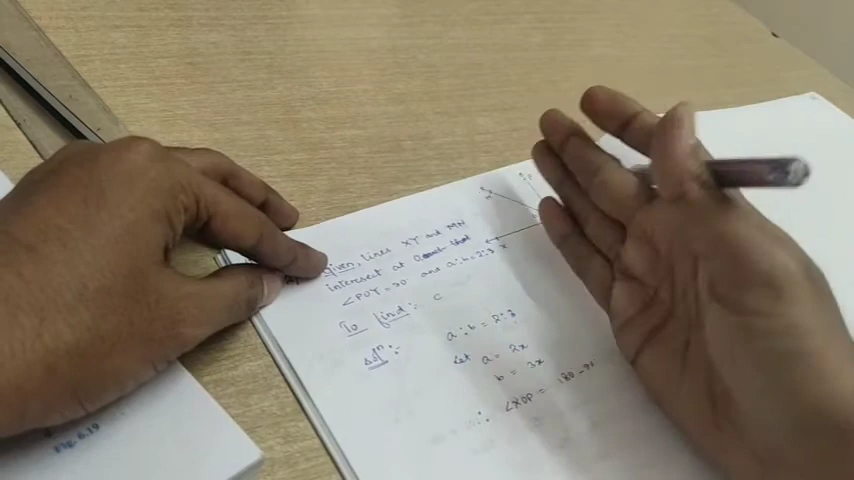 given, Lines XY and MN
intersect at O such that
∠POY = 90 and a:b = 2:3
To find: c
Solⁿ:
a:b = 2:3
Let a = 2x
b = 3x
∴ ∠XOP = 180 - 90
Fig. 6.19